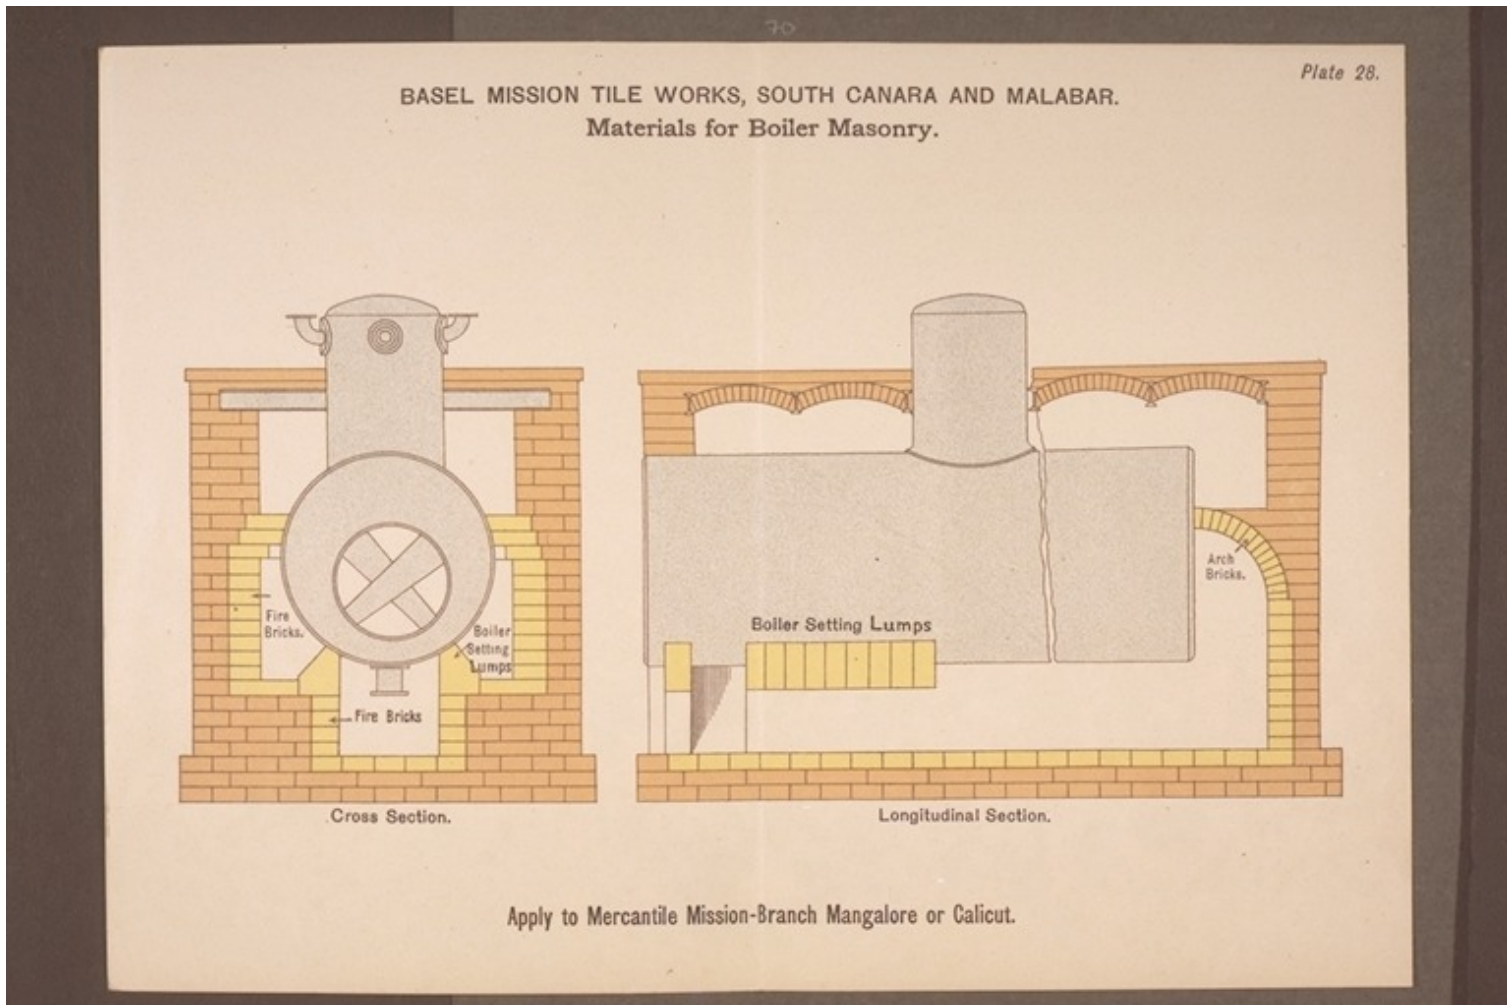 70
Plate 28.
BASEL MISSION TILE WORKS, SOUTH CANARA AND MALABAR.
Materials for Boiler Masonry.
Fire
Bricks.
Boiler
Setting
Lumps
Fire Bricks
Cross Section.
Boiler Setting Lumps
Arch
Bricks.
Longitudinal Section.
Apply to Mercantile Mission-Branch Mangalore or Calicut.